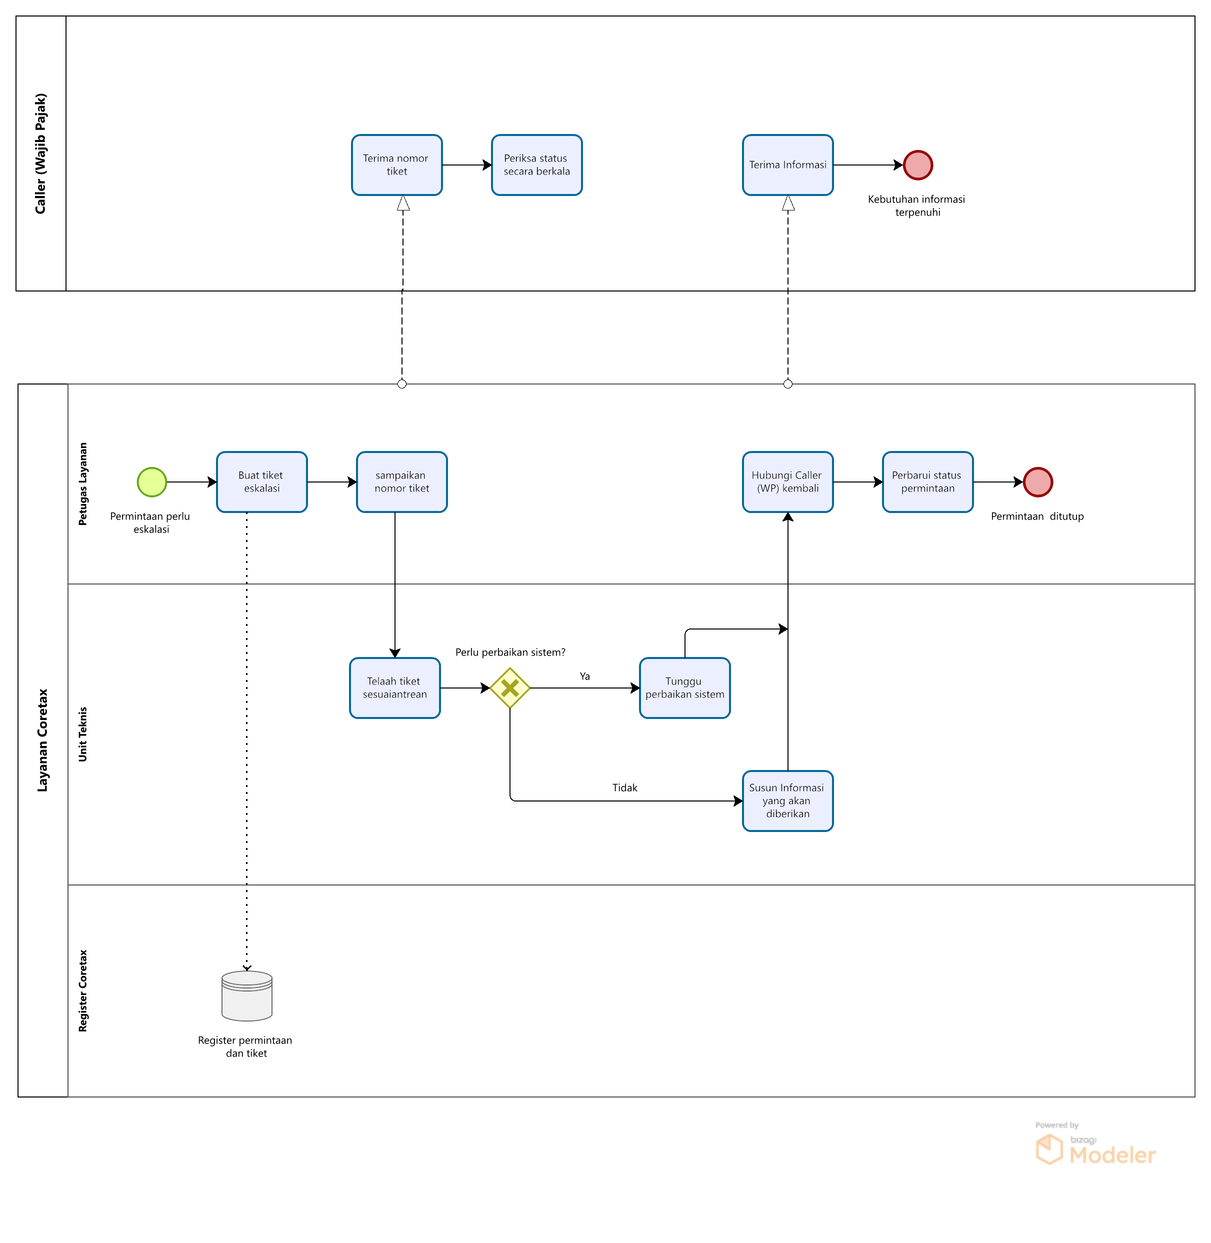 Caller (Wajib Pajak)
Terima nomor
tiket
Periksa status
secara berkala
Terima Informasi
Kebutuhan informasi
terpenuhi
Layanan Coretax
Petugas Layanan
Permintaan perlu
eskalasi
Buat tiket
eskalasi
sampaikan
nomor tiket
Hubungi Caller
(WP) kembali
Perbarui status
permintaan
Permintaan  ditutup
Unit Teknis
Telaah tiket
sesuaiantrean
Perlu perbaikan sistem?
Ya
Tunggu
perbaikan sistem
Tidak
Susun Informasi
yang akan
diberikan
Register Coretax
Register permintaan
dan tiket
Powered by
bizagi
Modeler